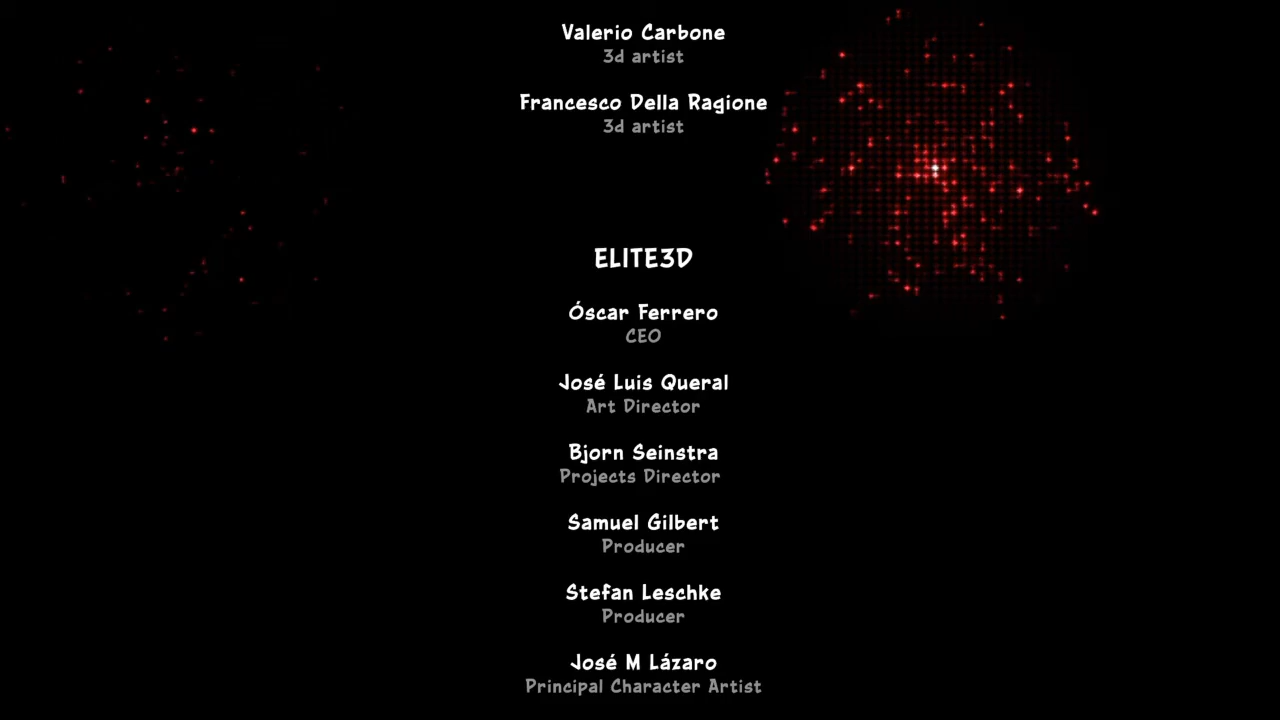 Valerio Carbone
3d artist
Francesco Della Ragione
3d artist
ELITE3D
Óscar Ferrero
CEO
José Luis Queral
Art Director
Bjorn Seinstra
Projects Director
Samuel Gilbert
Producer
Stefan Leschke
Producer
José M Lázaro
Principal Character Artist